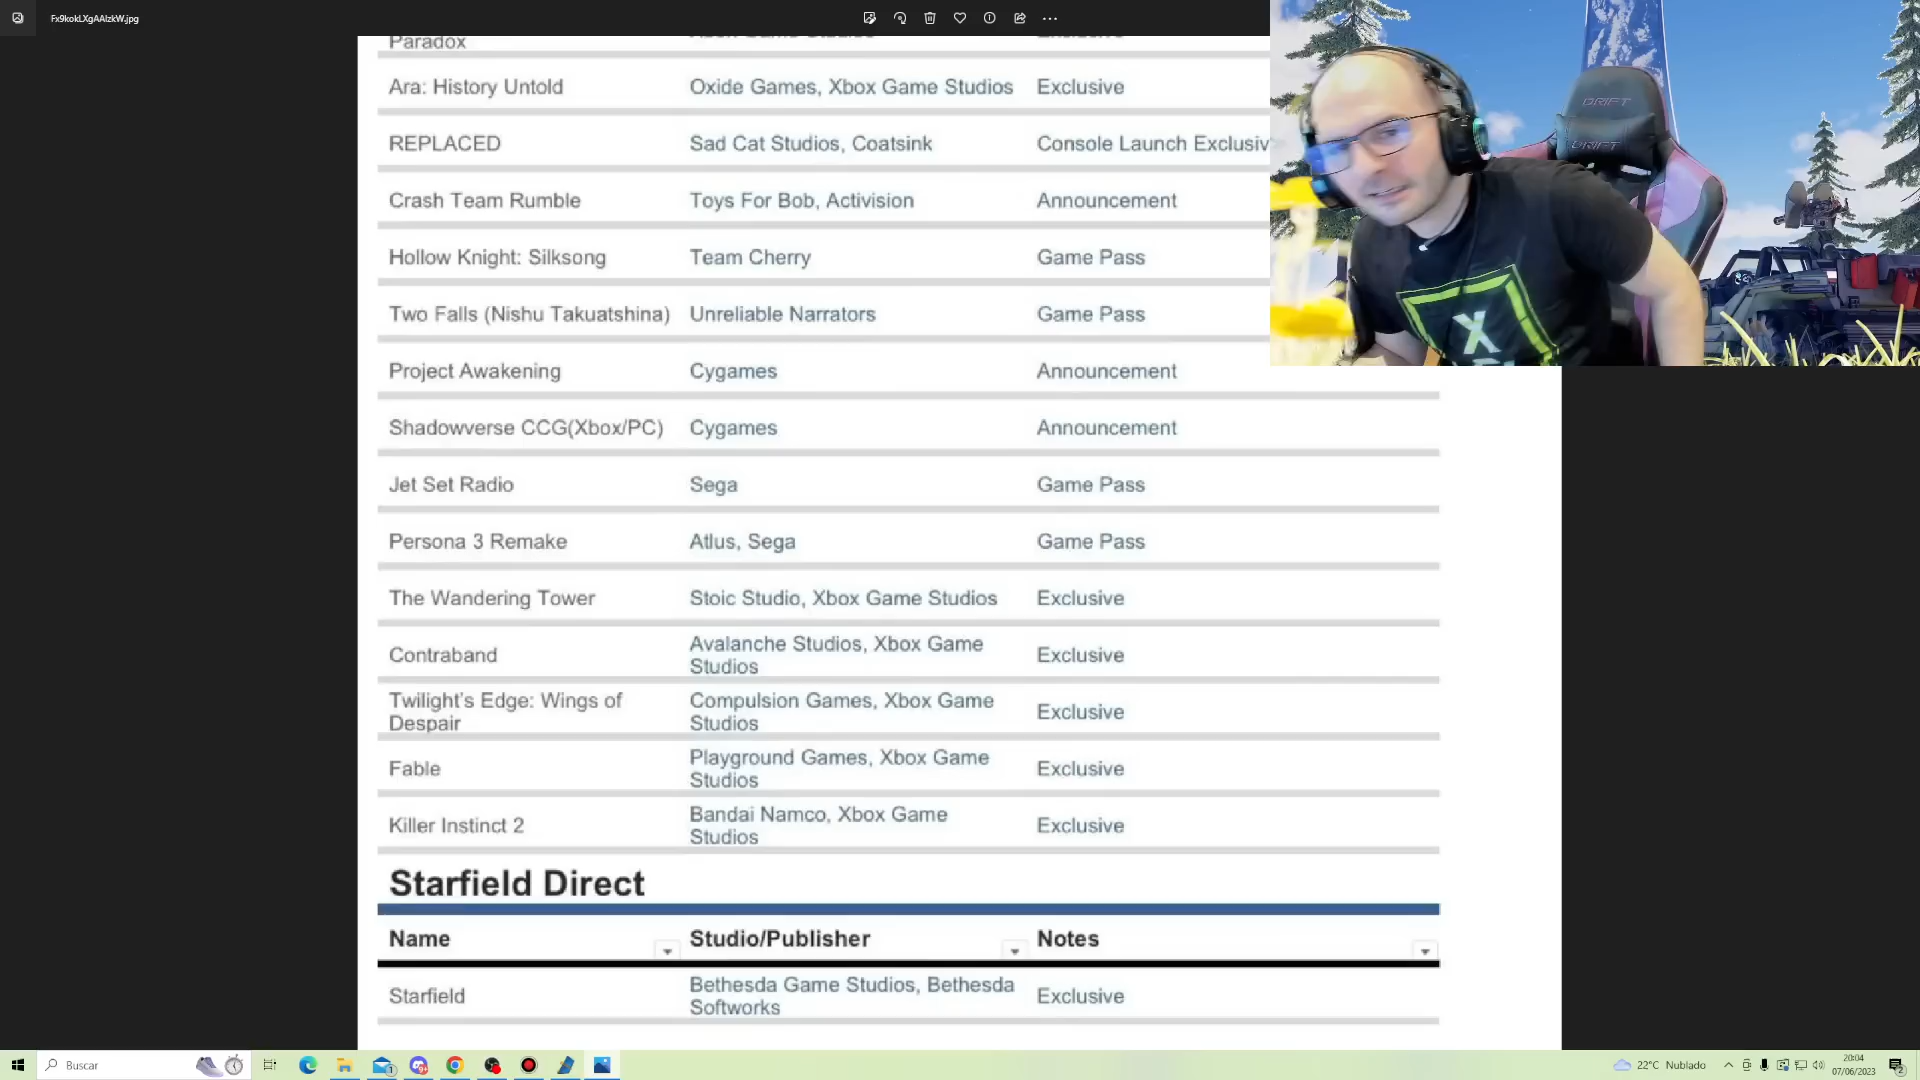 Fx9kokLXgAAlzkW.jpg
Paradox
Ara: History Untold Oxide Games, Xbox Game Studios Exclusive
REPLACED Sad Cat Studios, Coatsink Console Launch Exclusiv
Crash Team Rumble Toys For Bob, Activision Announcement
Hollow Knight: Silksong Team Cherry Game Pass
Two Falls (Nishu Takuatshina) Unreliable Narrators Game Pass
Project Awakening Cygames Announcement
Shadowverse CCG(Xbox/PC) Cygames Announcement
Jet Set Radio Sega Game Pass
Persona 3 Remake Atlus, Sega Game Pass
The Wandering Tower Stoic Studio, Xbox Game Studios Exclusive
Contraband Avalanche Studios, Xbox Game Exclusive
Studios
Twilight's Edge: Wings of Compulsion Games, Xbox Game Exclusive
Despair Studios
Fable Playground Games, Xbox Game Exclusive
Studios
Killer Instinct 2 Bandai Namco, Xbox Game Exclusive
Studios
Starfield Direct
Name Studio/Publisher Notes
Starfield Bethesda Game Studios, Bethesda Exclusive
Softworks
DRIFT
DRIFT
X
Buscar
22°C Nublado
20:04
07/06/2023